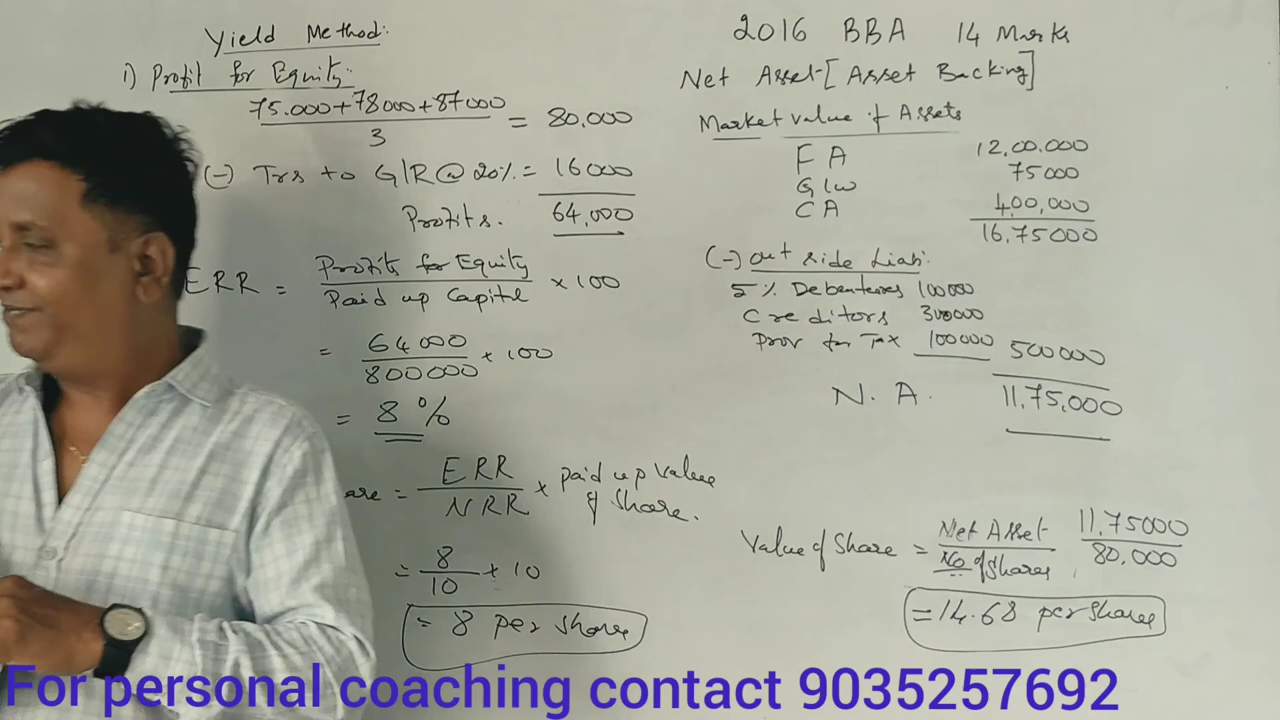 Yield Method:
1) Profit for Equity:
75.000+78000+87000
3
= 80,000
(-) Trs to G/R @ 20% = 16000
Profits. 64,000
ERR = Profits for Equity
Paid up Capital
× 100
= 64000
800000
× 100
= 8%
are = ERR
NRR
× paid up value
of share.
= 8
10
× 10
= 8 per share
2016 BBA 14 Marks
Net Asset [Asset Backing]
Market value of Assets
FA 12,00,000
G/w 75000
CA 4,00,000
16,75000
(-) Out side Liab:
5% Debentures 100000
Creditors 300000
Prov for Tax 100000 500000
N. A. 11,75,000
Value of Share = Net Asset
No of Shares
11,75000
80,000
= 14.68 per share
For personal coaching contact 9035257692